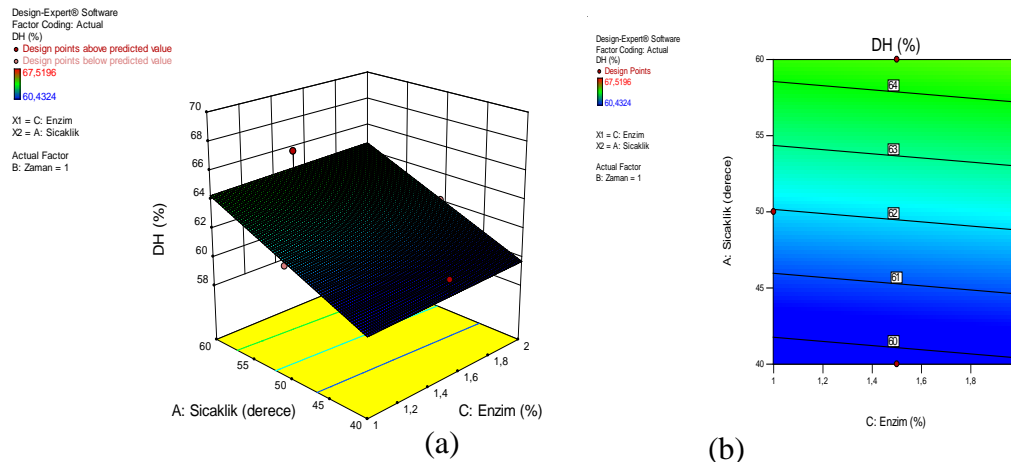 Design-Expert® Software
Factor Coding: Actual
DH (%)
Design points above predicted value
Design points below predicted value
67,5196
60,4324
X1 = C: Enzim
X2 = A: Sicaklik
Actual Factor
B: Zaman = 1
70
68
66
64
62
60
58
DH (%)
60
55
50
45
40
A: Sicaklik (derece)
1
1,2
1,4
1,6
1,8
2
C: Enzim (%)
(a)
Design-Expert® Software
Factor Coding: Actual
DH (%)
Design Points
67,5196
60,4324
X1 = C: Enzim
X2 = A: Sicaklik
Actual Factor
B: Zaman = 1
DH (%)
60
55
50
45
40
A: Sicaklik (derece)
64
63
62
61
60
1
1,2
1,4
1,6
1,8
C: Enzim (%)
(b)